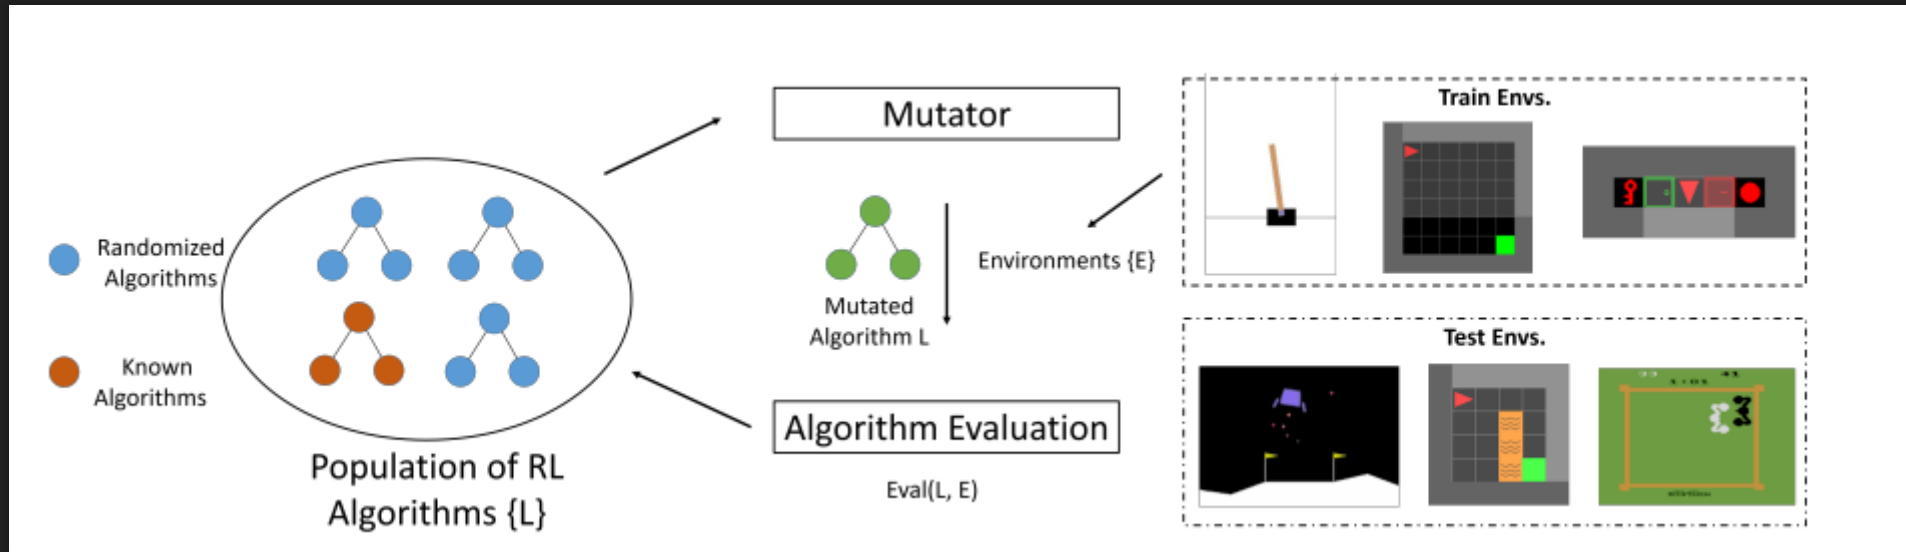 Mutator
Train Envs.
Randomized
Algorithms
Environments {E}
Mutated
Algorithm L
Known
Algorithms
Test Envs.
Algorithm Evaluation
Eval(L, E)
Population of RL
Algorithms {L}